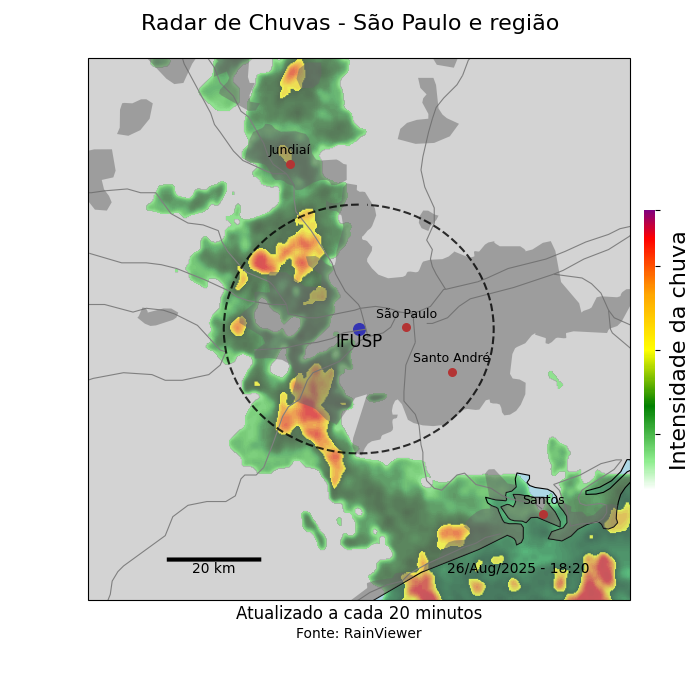 Radar de Chuvas - São Paulo e região
Jundiaí
São Paulo
IFUSP
Santo André
Santos
20 km
26/Aug/2025 - 18:20
Intensidade da chuva
Atualizado a cada 20 minutos
Fonte: RainViewer